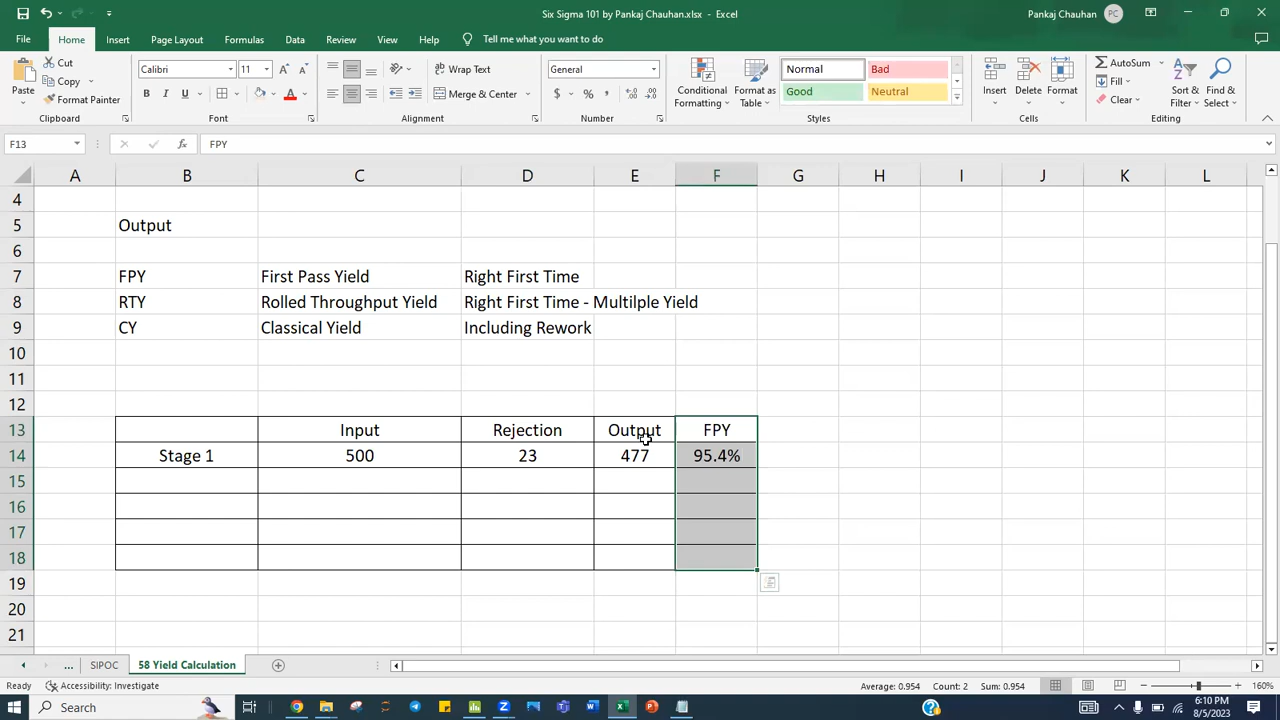 Six Sigma 101 by Pankaj Chauhan.xlsx - Excel
Pankaj Chauhan PC
File Home Insert Page Layout Formulas Data Review View Help Tell me what you want to do
Paste
Cut
Copy
Format Painter
Clipboard
Calibri 11
B I U A
Font
Wrap Text
Merge & Center
Alignment
General
$ % ,
Number
Conditional Formatting
Format as Table
Normal Bad
Good Neutral
Styles
Insert Delete Format
Cells
AutoSum
Fill
Clear
Sort & Filter
Find & Select
Editing
F13 fx FPY
A B C D E F G H I J K L
4
5 Output
6
7 FPY First Pass Yield Right First Time
8 RTY Rolled Throughput Yield Right First Time - Multilple Yield
9 CY Classical Yield Including Rework
10
11
12
13 Input Rejection Output FPY
14 Stage 1 500 23 477 95.4%
15
16
17
18
19
20
21
... SIPOC 58 Yield Calculation
Ready Accessibility: Investigate Average: 0.954 Count: 2 Sum: 0.954 160%
Search
6:10 PM
8/5/2023